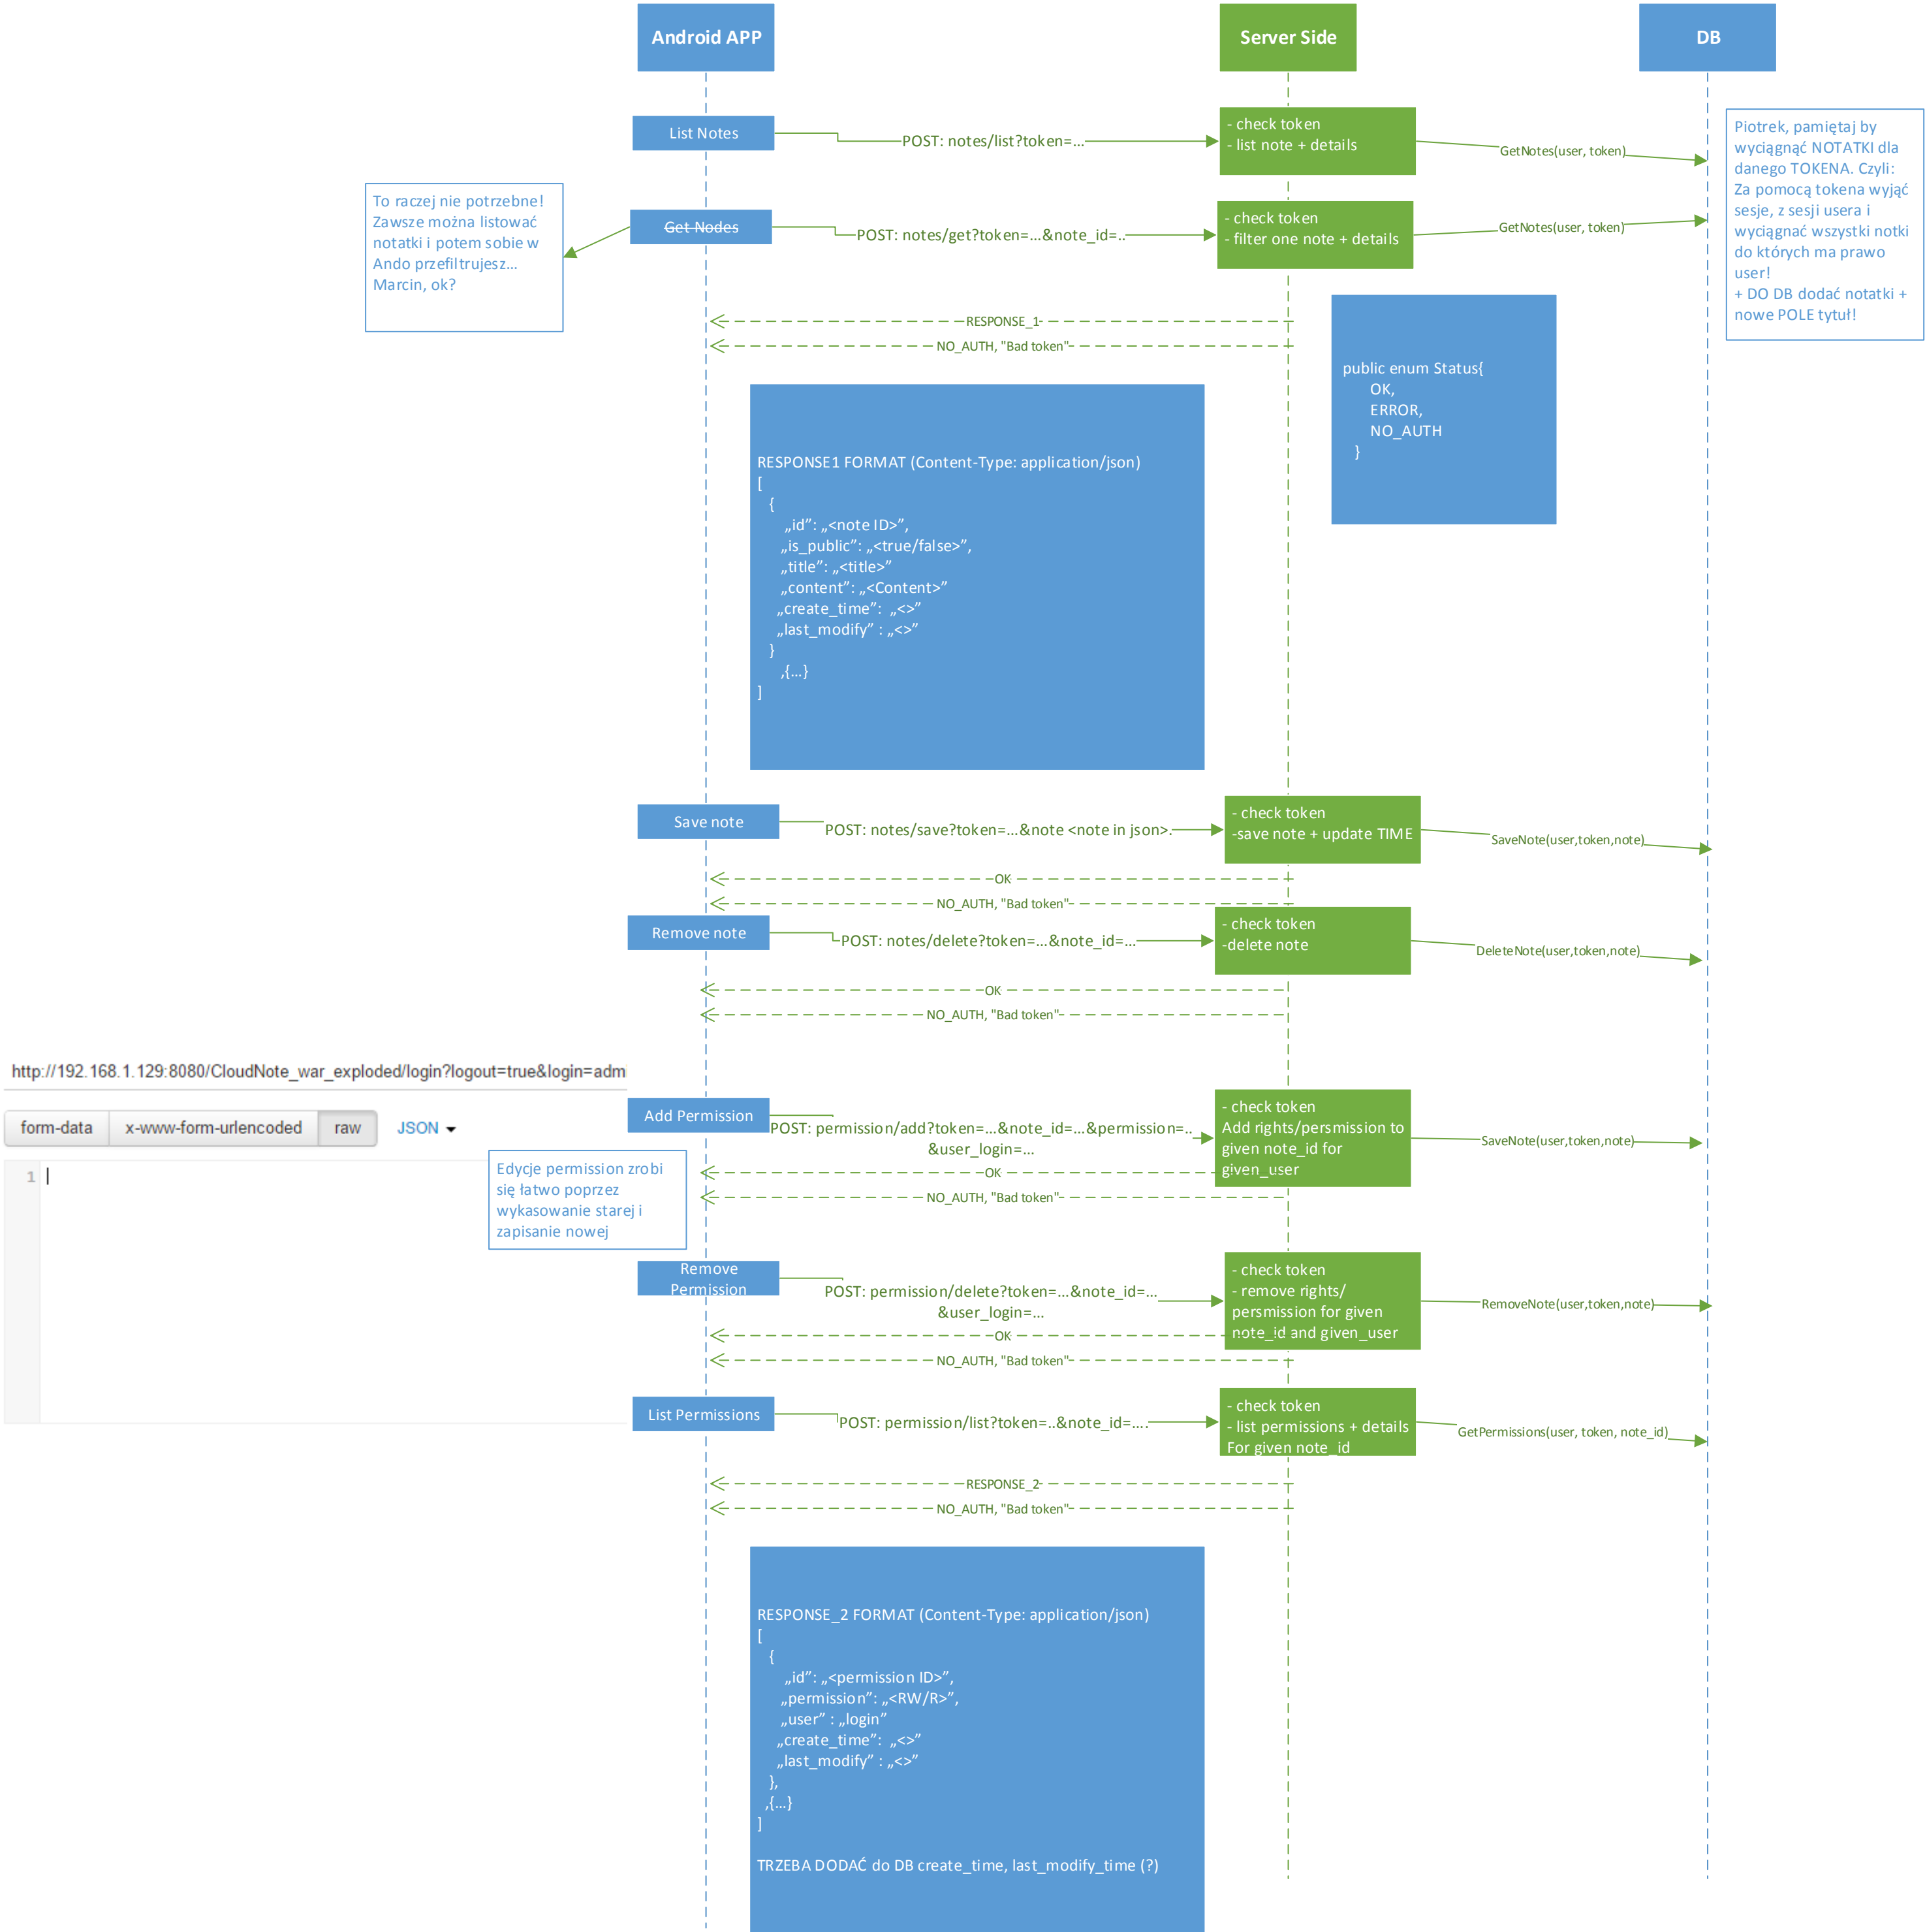 Android APP
Server Side
DB
List Notes
POST: notes/list?token=...
- check token
- list note + details
GetNotes(user, token)
Piotrek, pamiętaj by
wyciągnąć NOTATKI dla
danego TOKENA. Czyli:
Za pomocą tokena wyjąć
sesje, z sesji usera i
wyciągnać wszystki notki
do których ma prawo
user!
+ DO DB dodać notatki +
nowe POLE tytuł!
To raczej nie potrzebne!
Zawsze można listować
notatki i potem sobie w
Ando przefiltrujesz...
Marcin, ok?
Get Nodes
POST: notes/get?token=...&note_id=..
- check token
- filter one note + details
GetNotes(user, token)
RESPONSE_1
NO_AUTH, "Bad token"
public enum Status{
OK,
ERROR,
NO_AUTH
}
RESPONSE1 FORMAT (Content-Type: application/json)
[
{
„id”: „<note ID>”,
„is_public”: „<true/false>”,
„title”: „<title>”
„content”: „<Content>”
„create_time”: „<>”
„last_modify” : „<>”
}
,{...}
]
Save note
POST: notes/save?token=...&note <note in json>.
- check token
-save note + update TIME
SaveNote(user,token,note)
OK
NO_AUTH, "Bad token"
Remove note
POST: notes/delete?token=...&note_id=...
- check token
-delete note
DeleteNote(user,token,note)
OK
NO_AUTH, "Bad token"
http://192.168.1.129:8080/CloudNote_war_exploded/login?logout=true&login=adm
form-data
x-www-form-urlencoded
raw
JSON
1
Add Permission
POST: permission/add?token=...&note_id=...&permission=..
&user_login=...
- check token
Add rights/persmission to
given note_id for
given_user
SaveNote(user,token,note)
OK
NO_AUTH, "Bad token"
Edycje permission zrobi
się łatwo poprzez
wykasowanie starej i
zapisanie nowej
Remove
Permission
POST: permission/delete?token=...&note_id=...
&user_login=...
- check token
- remove rights/
persmission for given
note_id and given_user
RemoveNote(user,token,note)
OK
NO_AUTH, "Bad token"
List Permissions
POST: permission/list?token=..&note_id=....
- check token
- list permissions + details
For given note_id
GetPermissions(user, token, note_id)
RESPONSE_2
NO_AUTH, "Bad token"
RESPONSE_2 FORMAT (Content-Type: application/json)
[
{
„id”: „<permission ID>”,
„permission”: „<RW/R>”,
„user” : „login”
„create_time”: „<>”
„last_modify” : „<>”
},
,{...}
]
TRZEBA DODAĆ do DB create_time, last_modify_time (?)